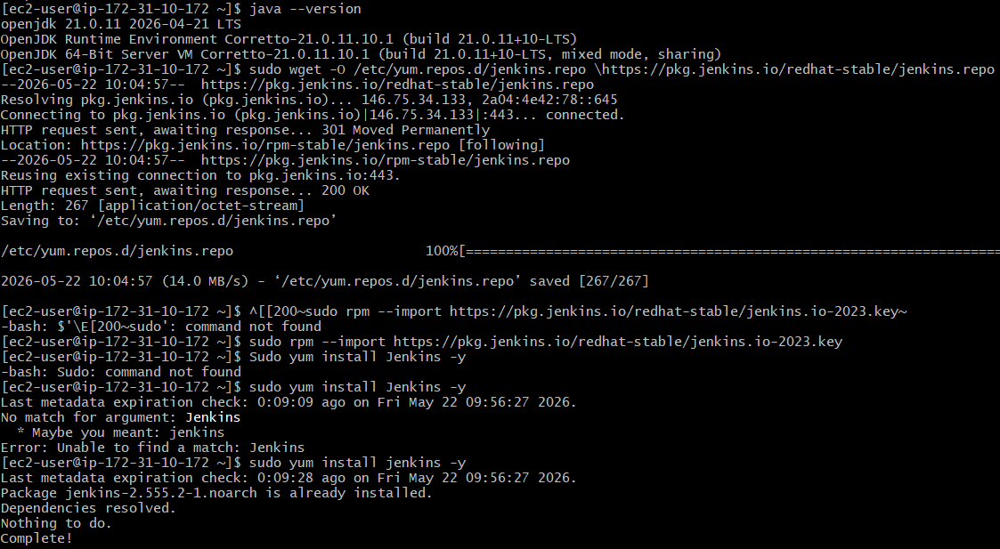 [ec2-user@ip-172-31-10-172 ~]$ java --version
openjdk 21.0.11 2026-04-21 LTS
OpenJDK Runtime Environment Corretto-21.0.11.10.1 (build 21.0.11+10-LTS)
OpenJDK 64-Bit Server VM Corretto-21.0.11.10.1 (build 21.0.11+10-LTS, mixed mode, sharing)
[ec2-user@ip-172-31-10-172 ~]$ sudo wget -O /etc/yum.repos.d/jenkins.repo \https://pkg.jenkins.io/redhat-stable/jenkins.repo
--2026-05-22 10:04:57--  https://pkg.jenkins.io/redhat-stable/jenkins.repo
Resolving pkg.jenkins.io (pkg.jenkins.io)... 146.75.34.133, 2a04:4e42:78::645
Connecting to pkg.jenkins.io (pkg.jenkins.io)|146.75.34.133|:443... connected.
HTTP request sent, awaiting response... 301 Moved Permanently
Location: https://pkg.jenkins.io/rpm-stable/jenkins.repo [following]
--2026-05-22 10:04:57--  https://pkg.jenkins.io/rpm-stable/jenkins.repo
Reusing existing connection to pkg.jenkins.io:443.
HTTP request sent, awaiting response... 200 OK
Length: 267 [application/octet-stream]
Saving to: ‘/etc/yum.repos.d/jenkins.repo’
/etc/yum.repos.d/jenkins.repo                        100%[===================================================================
2026-05-22 10:04:57 (14.0 MB/s) - ‘/etc/yum.repos.d/jenkins.repo’ saved [267/267]
[ec2-user@ip-172-31-10-172 ~]$ ^[[200~sudo rpm --import https://pkg.jenkins.io/redhat-stable/jenkins.io-2023.key~
-bash: $'\E[200~sudo': command not found
[ec2-user@ip-172-31-10-172 ~]$ sudo rpm --import https://pkg.jenkins.io/redhat-stable/jenkins.io-2023.key
[ec2-user@ip-172-31-10-172 ~]$ Sudo yum install Jenkins -y
-bash: Sudo: command not found
[ec2-user@ip-172-31-10-172 ~]$ sudo yum install Jenkins -y
Last metadata expiration check: 0:09:09 ago on Fri May 22 09:56:27 2026.
No match for argument: Jenkins
  * Maybe you meant: jenkins
Error: Unable to find a match: Jenkins
[ec2-user@ip-172-31-10-172 ~]$ sudo yum install jenkins -y
Last metadata expiration check: 0:09:28 ago on Fri May 22 09:56:27 2026.
Package jenkins-2.555.2-1.noarch is already installed.
Dependencies resolved.
Nothing to do.
Complete!